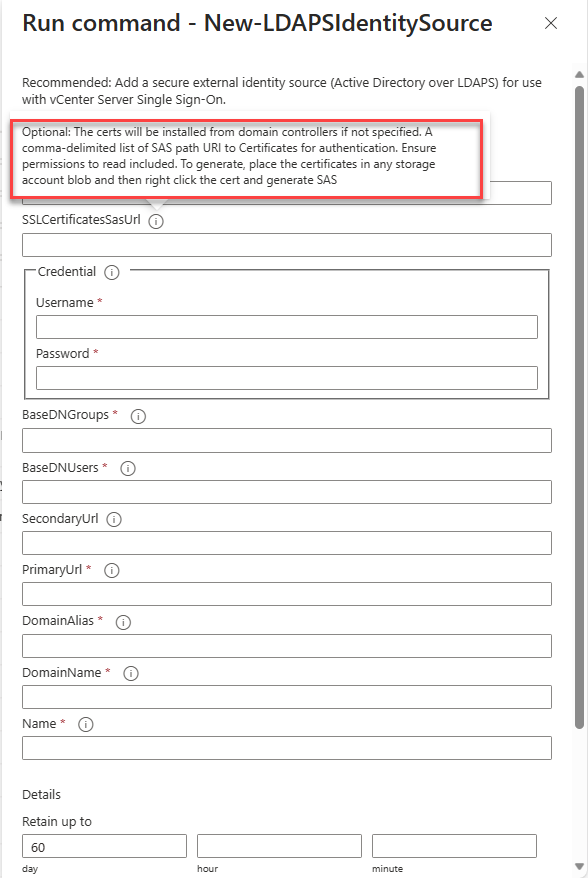 Run command - New-LDAPSIdentitySource
Recommended: Add a secure external identity source (Active Directory over LDAPS) for use
with vCenter Server Single Sign-On.
Optional: The certs will be installed from domain controllers if not specified. A
comma-delimited list of SAS path URI to Certificates for authentication. Ensure
permissions to read included. To generate, place the certificates in any storage
account blob and then right click the cert and generate SAS
SSLCertificatesSasUrl
Credential
Username *
Password *
BaseDNGroups *
BaseDNUsers *
SecondaryUrl
PrimaryUrl *
DomainAlias *
DomainName *
Name *
Details
Retain up to
60
day hour minute